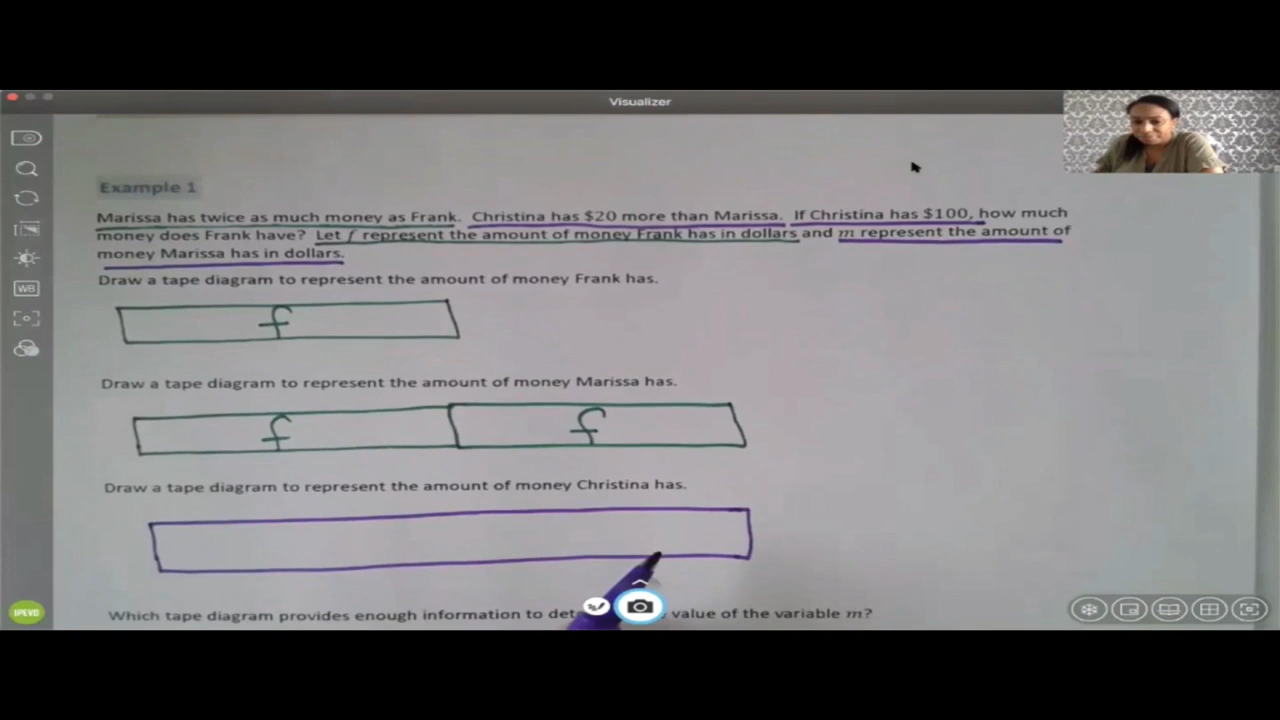 Visualizer
Example 1
Marissa has twice as much money as Frank. Christina has $20 more than Marissa. If Christina has $100, how much
money does Frank have? Let f represent the amount of money Frank has in dollars and m represent the amount of
money Marissa has in dollars.
Draw a tape diagram to represent the amount of money Frank has.
f
Draw a tape diagram to represent the amount of money Marissa has.
f f
Draw a tape diagram to represent the amount of money Christina has.
Which tape diagram provides enough information to value of the variable m?
WB
IPEVO